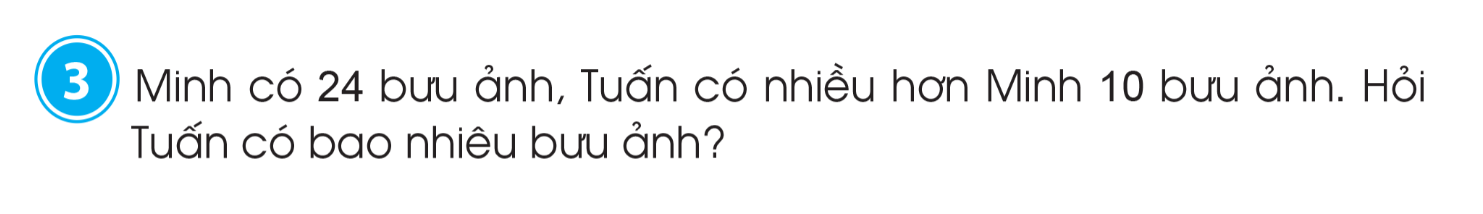 3 Minh có 24 bưu ảnh, Tuấn có nhiều hơn Minh 10 bưu ảnh. Hỏi
Tuấn có bao nhiêu bưu ảnh?